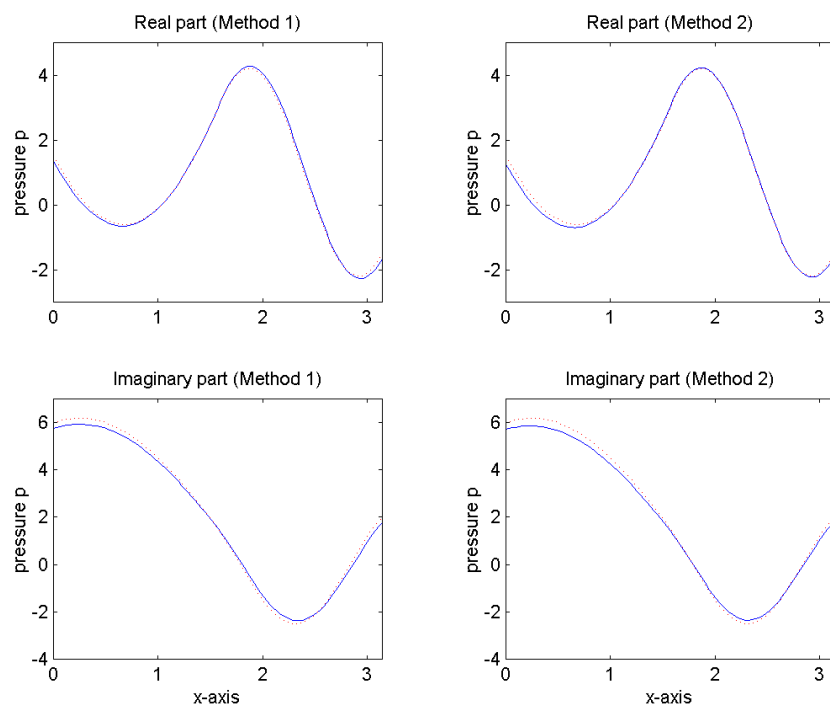 Real part (Method 1)
pressure p
4
2
0
-2
0 1 2 3
Real part (Method 2)
pressure p
4
2
0
-2
0 1 2 3
Imaginary part (Method 1)
pressure p
6
4
2
0
-2
-4
0 1 2 3
x-axis
Imaginary part (Method 2)
pressure p
6
4
2
0
-2
-4
0 1 2 3
x-axis